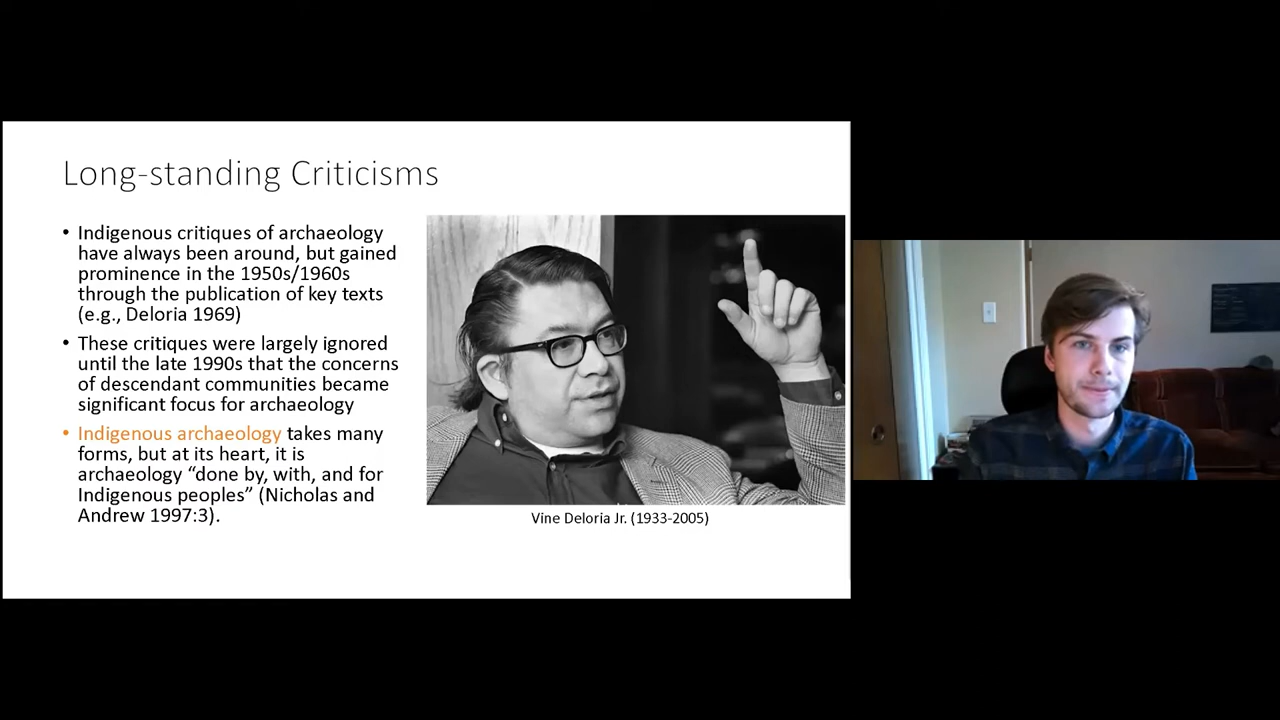 Long-standing Criticisms
• Indigenous critiques of archaeology
have always been around, but gained
prominence in the 1950s/1960s
through the publication of key texts
(e.g., Deloria 1969)
• These critiques were largely ignored
until the late 1990s that the concerns
of descendant communities became
significant focus for archaeology
• Indigenous archaeology takes many
forms, but at its heart, it is
archaeology “done by, with, and for
Indigenous peoples” (Nicholas and
Andrew 1997:3).
Vine Deloria Jr. (1933-2005)